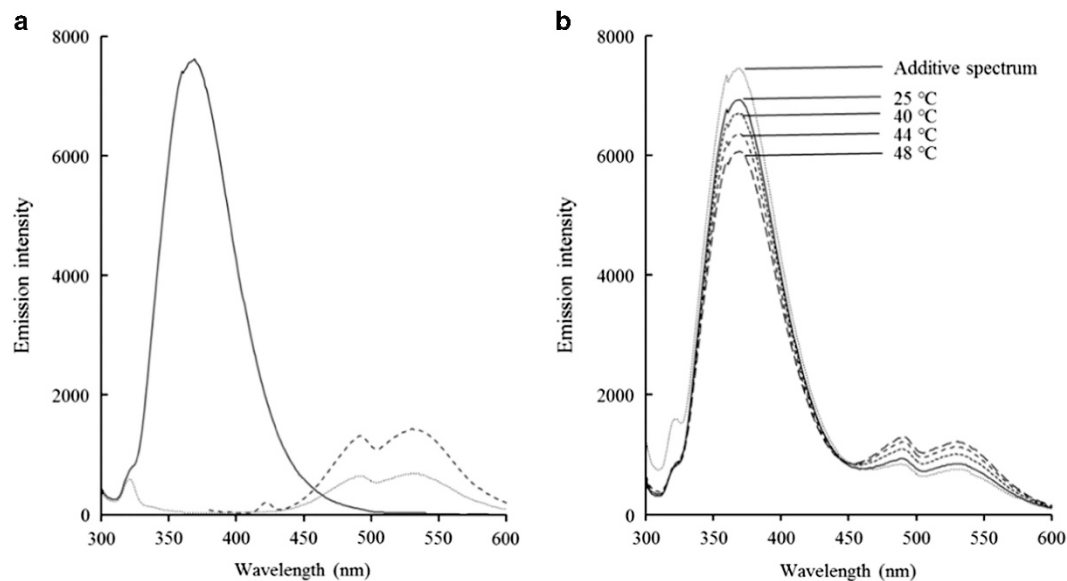 a
8000
6000
4000
2000
0
Emission intensity
300 350 400 450 500 550 600
Wavelength (nm)
b
8000
6000
4000
2000
0
Emission intensity
Additive spectrum
25 °C
40 °C
44 °C
48 °C
300 350 400 450 500 550 600
Wavelength (nm)